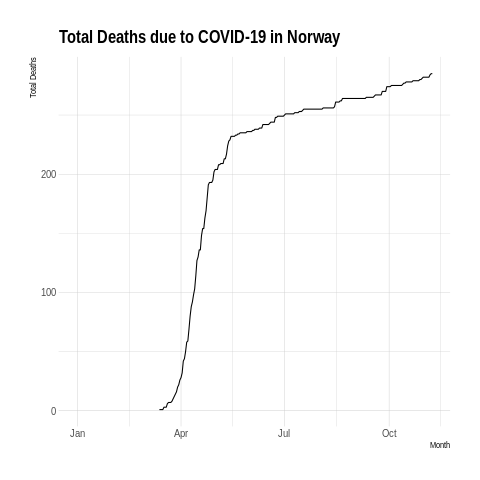 Total Deaths due to COVID-19 in Norway
Total Deaths
200
100
0
Jan Apr Jul Oct
Month